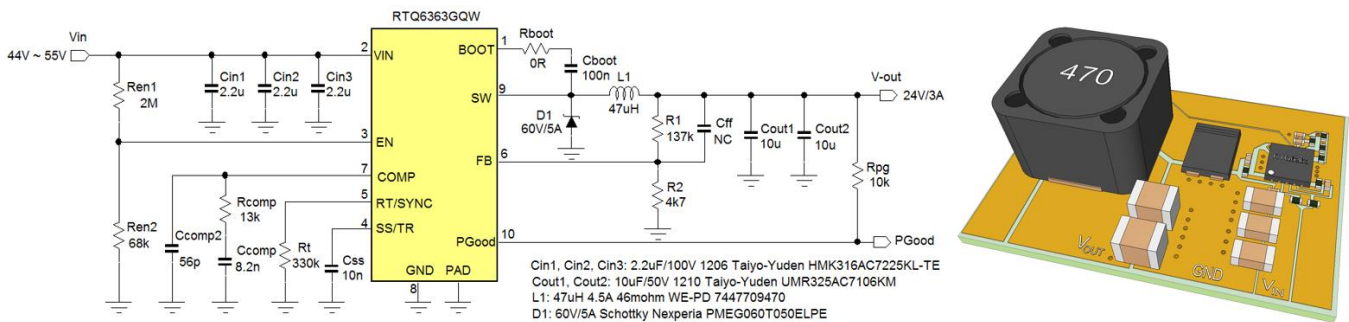 RTQ6363GQW
Vin
44V ~ 55V
2
VIN
BOOT
1
Rboot
0R
Cboot
100n
Ren1
2M
Cin1
2.2u
Cin2
2.2u
Cin3
2.2u
SW
9
L1
47uH
V-out
24V/3A
D1
60V/5A
R1
137k
Cff
NC
Cout1
10u
Cout2
10u
3
EN
FB
6
7
COMP
Rcomp
13k
5
RT/SYNC
4
SS/TR
R2
4k7
Rpg
10k
Ren2
68k
Ccomp2
56p
Ccomp
8.2n
Rt
330k
Css
10n
PGood
10
PGood
GND
PAD
8
Cin1, Cin2, Cin3: 2.2uF/100V 1206 Taiyo-Yuden HMK316AC7225KL-TE
Cout1, Cout2: 10uF/50V 1210 Taiyo-Yuden UMR325AC7106KM
L1: 47uH 4.5A 46mohm WE-PD 7447709470
D1: 60V/5A Schottky Nexperia PMEG060T050ELPE
470
VOUT
GND
VIN